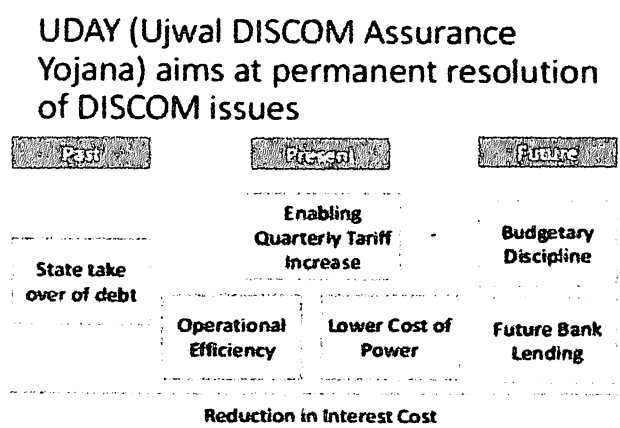 UDAY (Ujwal DISCOM Assurance
Yojana) aims at permanent resolution
of DISCOM issues
Past
Present
Future
State take
over of debt
Enabling
Quarterly Tariff
Increase
Operational
Efficiency
Lower Cost of
Power
Budgetary
Discipline
Future Bank
Lending
Reduction in Interest Cost